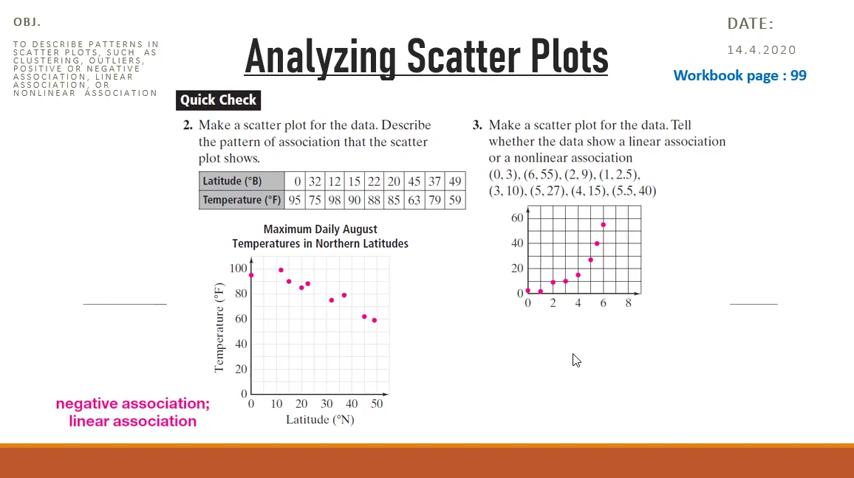 OBJ.
TO DESCRIBE PATTERNS IN
SCATTER PLOTS, SUCH AS
CLUSTERING, OUTLIERS,
POSITIVE OR NEGATIVE
ASSOCIATION, LINEAR
ASSOCIATION, OR
NONLINEAR ASSOCIATION
Analyzing Scatter Plots
DATE:
14.4.2020
Workbook page : 99
Quick Check
2. Make a scatter plot for the data. Describe
the pattern of association that the scatter
plot shows.
Latitude (°B) 0 32 12 15 22 20 45 37 49
Temperature (°F) 95 75 98 90 88 85 63 79 59
Maximum Daily August
Temperatures in Northern Latitudes
Temperature (°F)
100
80
60
40
20
0
0 10 20 30 40 50
Latitude (°N)
negative association;
linear association
3. Make a scatter plot for the data. Tell
whether the data show a linear association
or a nonlinear association
(0, 3), (6, 55), (2, 9), (1, 2.5),
(3, 10), (5, 27), (4, 15), (5.5, 40)
60
40
20
0
0 2 4 6 8